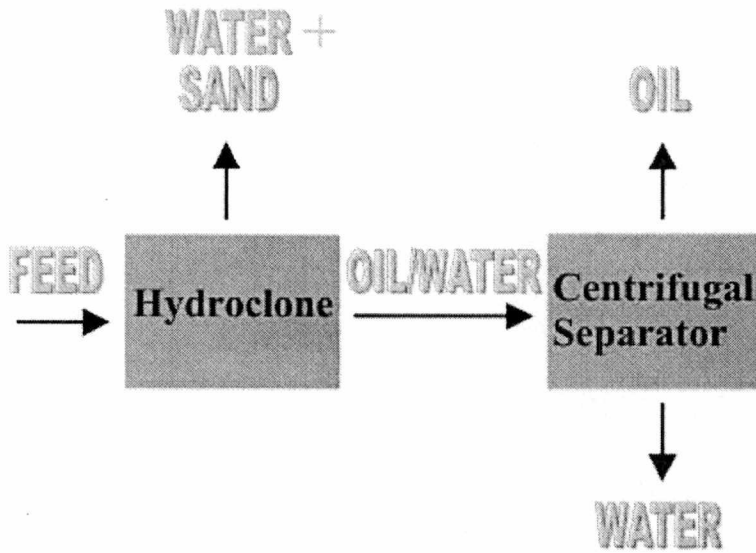 WATER +
SAND
OIL
FEED
Hydroclone
OIL/WATER
Centrifugal
Separator
WATER